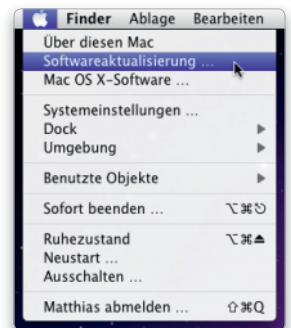 Finder Ablage Bearbeiten
Über diesen Mac
Softwareaktualisierung ...
Mac OS X-Software ...
Systemeinstellungen ...
Dock
Umgebung
Benutzte Objekte
Sofort beenden ... ⌥⌘⎋
Ruhezustand ⌥⌘⏏
Neustart ...
Ausschalten ...
Matthias abmelden ... ⇧⌘Q